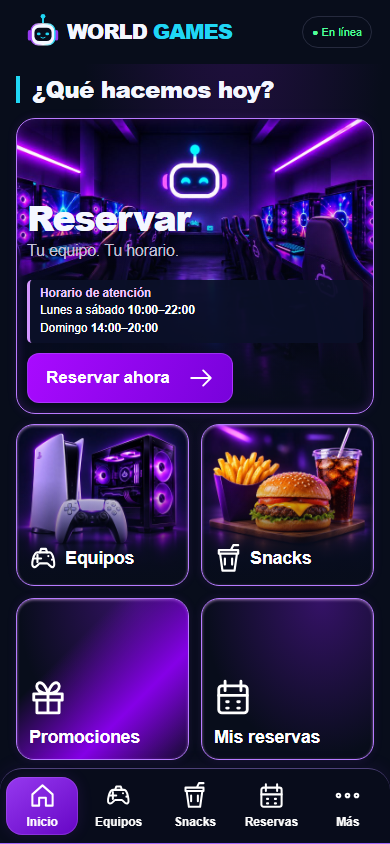 WORLD GAMES
● En línea
¿Qué hacemos hoy?
Reservar
Tu equipo. Tu horario.
Horario de atención
Lunes a sábado 10:00–22:00
Domingo 14:00–20:00
Reservar ahora
Equipos
Snacks
Promociones
Mis reservas
Inicio
Equipos
Snacks
Reservas
Más